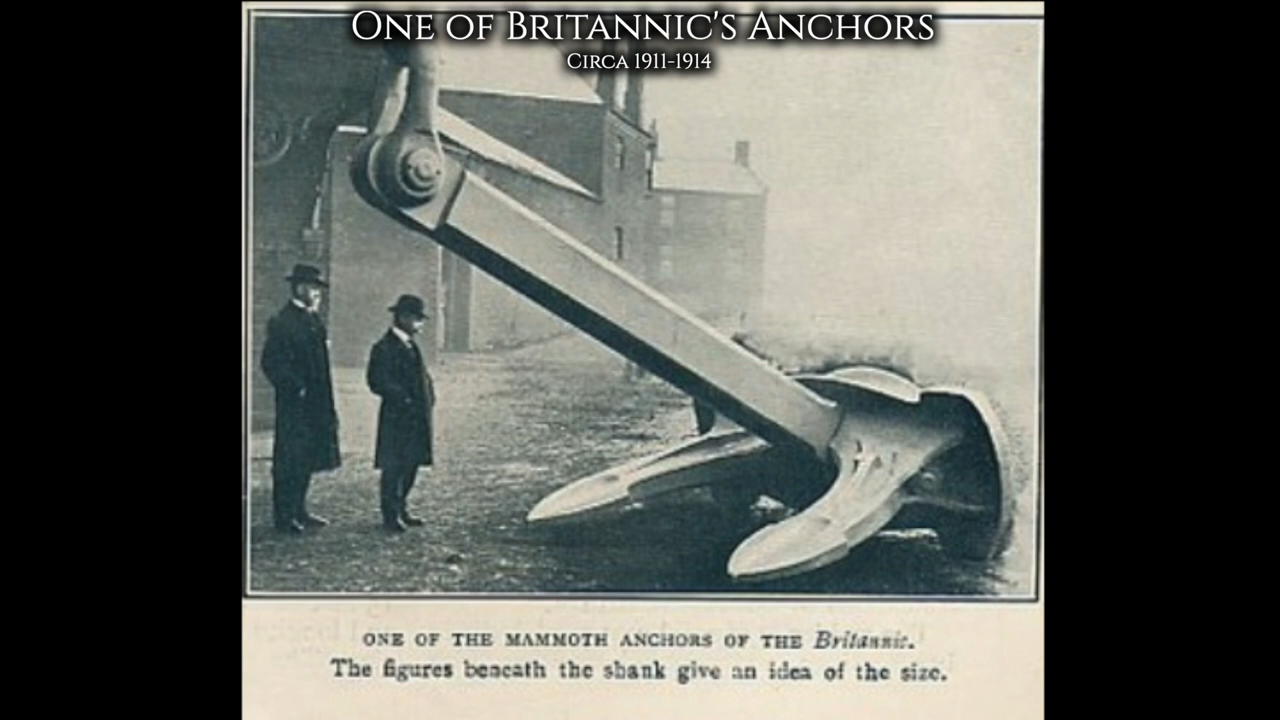 One of Britannic's Anchors
Circa 1911-1914
ONE OF THE MAMMOTH ANCHORS OF THE Britannic.
The figures beneath the shank give an idea of the size.